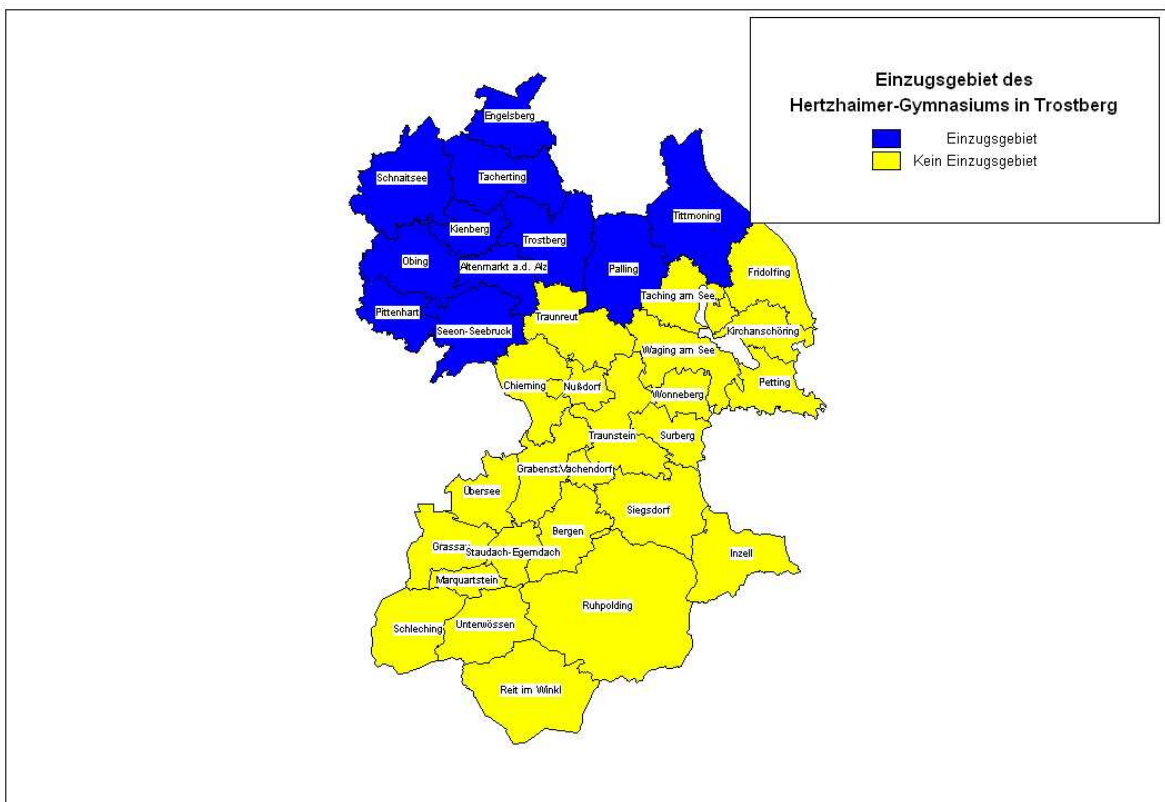 Einzugsgebiet des
Hertzhaimer-Gymnasiums in Trostberg
Einzugsgebiet
Kein Einzugsgebiet
Engelsberg
Schnaitsee
Tacherting
Tittmoning
Kienberg
Trostberg
Obing
Altenmarkt a.d. Alz
Palling
Fridolfing
Taching am See
Pittenhart
Traunreut
Seeon-Seebruck
Kirchanschöring
Waging am See
Chieming
Nußdorf
Petting
Wonneberg
Traunstein
Surberg
Grabenst
Vachendorf
Übersee
Siegsdorf
Bergen
Grassau
Staudach-Egerndach
Inzell
Marquartstein
Ruhpolding
Schleching
Unterwössen
Reit im Winkl